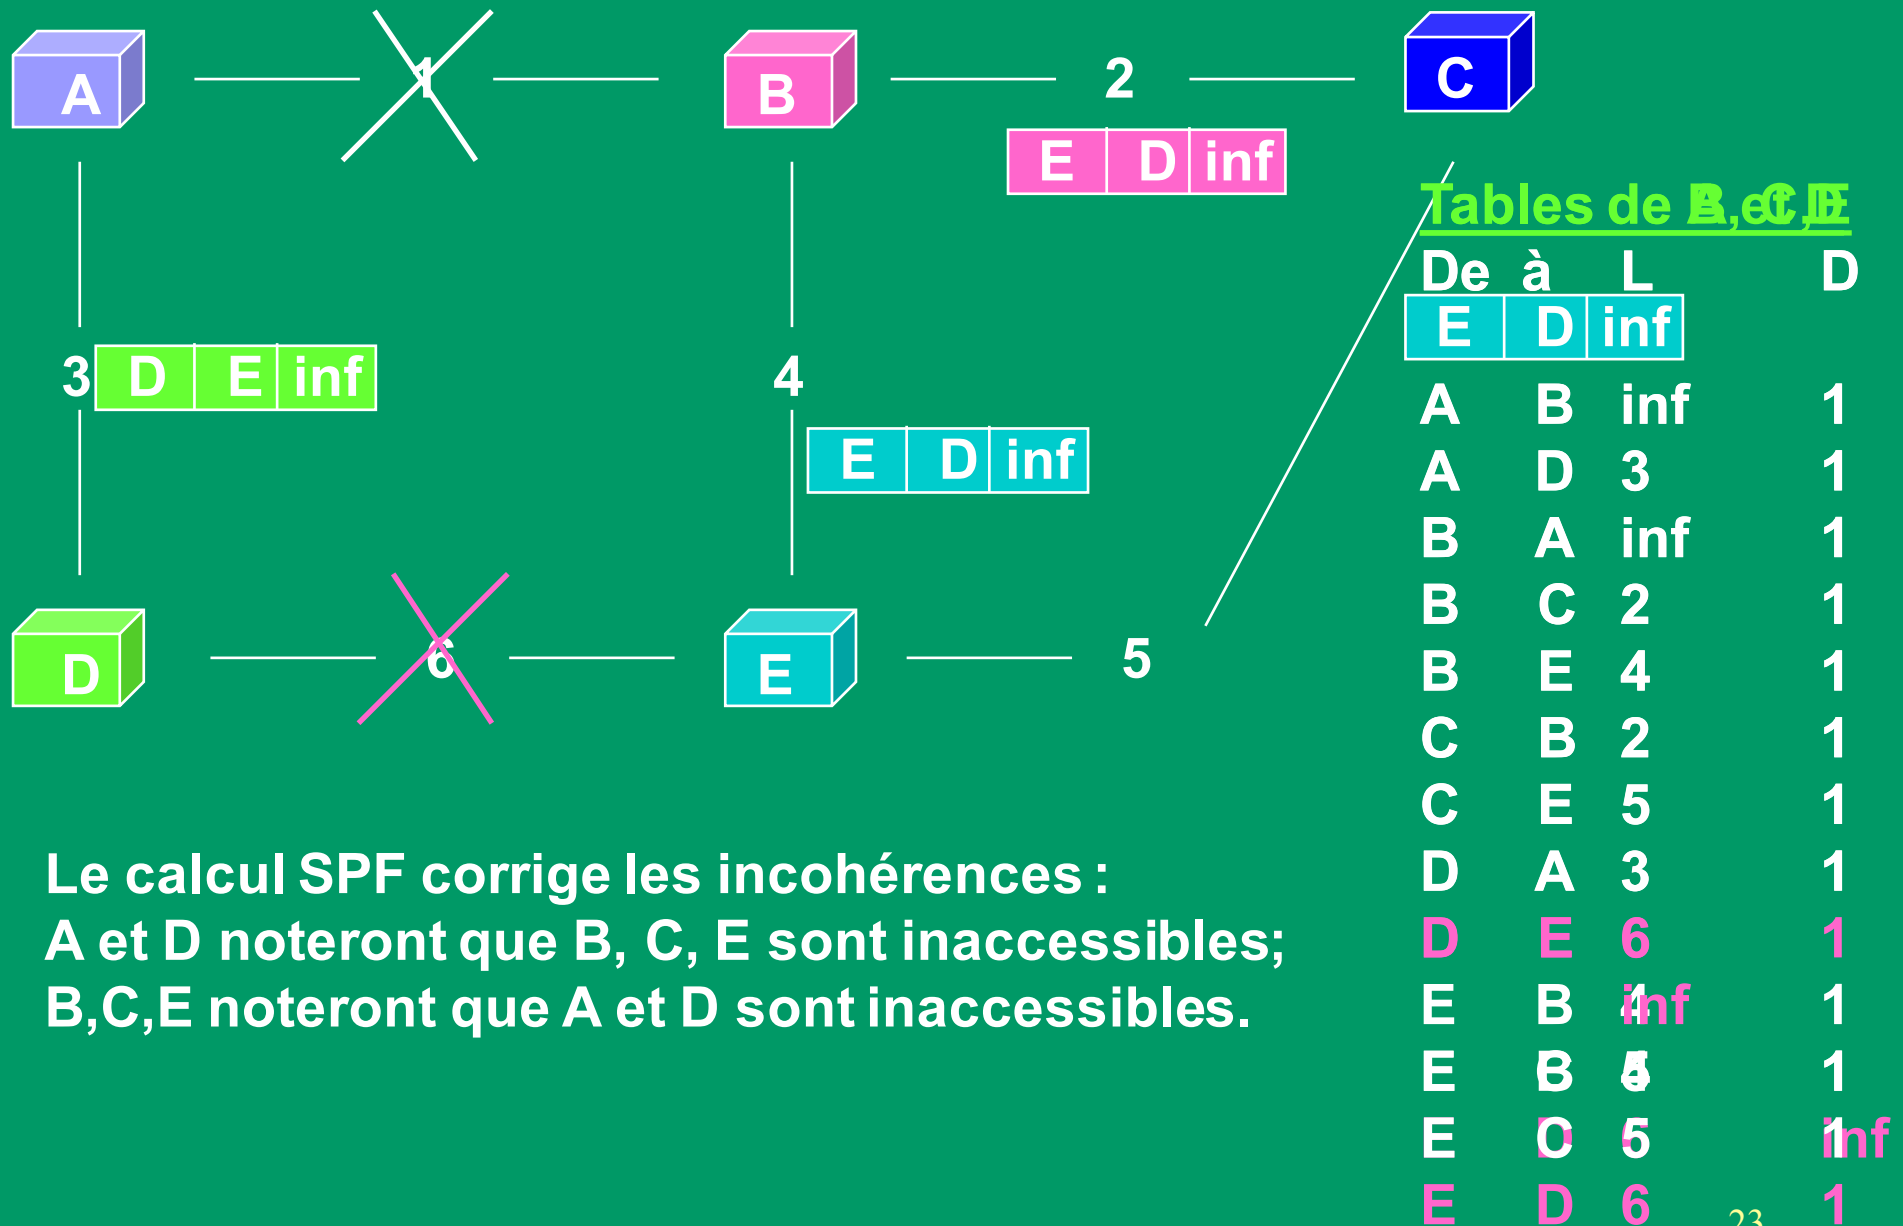 A 1 B 2 C
E D inf
Tables de
De à L D
E D inf
3 D E inf
4
E D inf
A B inf 1
A D 3 1
B A inf 1
B C 2 1
B E 4 1
C B 2 1
C E 5 1
D A 3 1
D E 6 1
E B 1
E 1
E C 5
E D 6 1
D 6 E 5
Le calcul SPF corrige les incohérences :
A et D noteront que B, C, E sont inaccessibles;
B,C,E noteront que A et D sont inaccessibles.
23